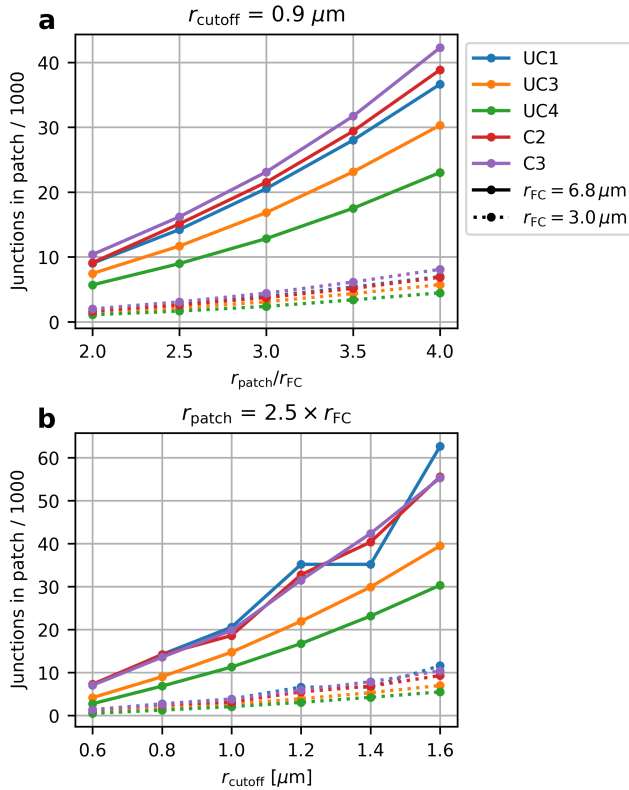 a
r_cutoff = 0.9 μm
Junctions in patch / 1000
40
30
20
10
0
2.0 2.5 3.0 3.5 4.0
r_patch/r_FC
UC1
UC3
UC4
C2
C3
r_FC = 6.8 μm
r_FC = 3.0 μm
b
r_patch = 2.5 × r_FC
Junctions in patch / 1000
60
50
40
30
20
10
0
0.6 0.8 1.0 1.2 1.4 1.6
r_cutoff [μm]